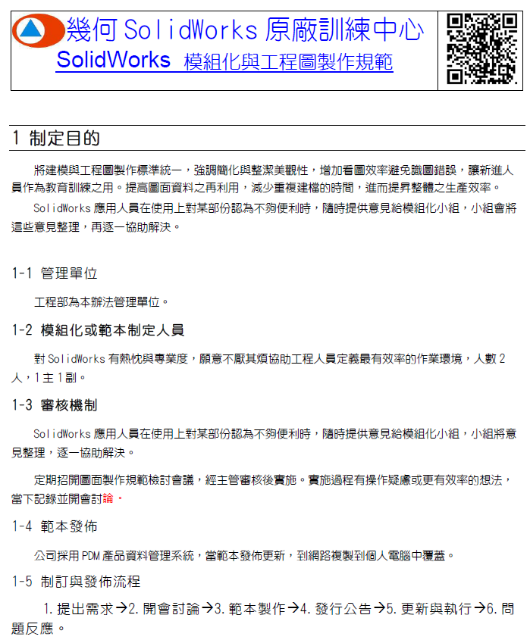 幾何 SolidWorks 原廠訓練中心
SolidWorks 模組化與工程圖製作規範
1 制定目的
將建模與工程圖製作標準統一，強調簡化與整潔美觀性，增加看圖效率避免識圖錯誤，讓新進人
員作為教育訓練之用。提高圖面資料之再利用，減少重複建檔的時間，進而提昇整體之生產效率。
SolidWorks 應用人員在使用上對某部份認為不夠便利時，隨時提供意見給模組化小組，小組會將
這些意見整理，再逐一協助解決。
1-1 管理單位
工程部為本辦法管理單位。
1-2 模組化或範本制定人員
對 SolidWorks 有熱忱與專業度，願意不厭其煩協助工程人員定義最有效率的作業環境，人數 2
人，1 主 1 副。
1-3 審核機制
SolidWorks 應用人員在使用上對某部份認為不夠便利時，隨時提供意見給模組化小組，小組將意
見整理，逐一協助解決。
定期招開圖面製作規範檢討會議，經主管審核後實施。實施過程有操作疑慮或更有效率的想法，
當下記錄並開會討論。
1-4 範本發佈
公司採用 PDM 產品資料管理系統，當範本發佈更新，到網路複製到個人電腦中覆蓋。
1-5 制訂與發佈流程
1. 提出需求→2. 開會討論→3. 範本製作→4. 發行公告→5. 更新與執行→6. 問
題反應。